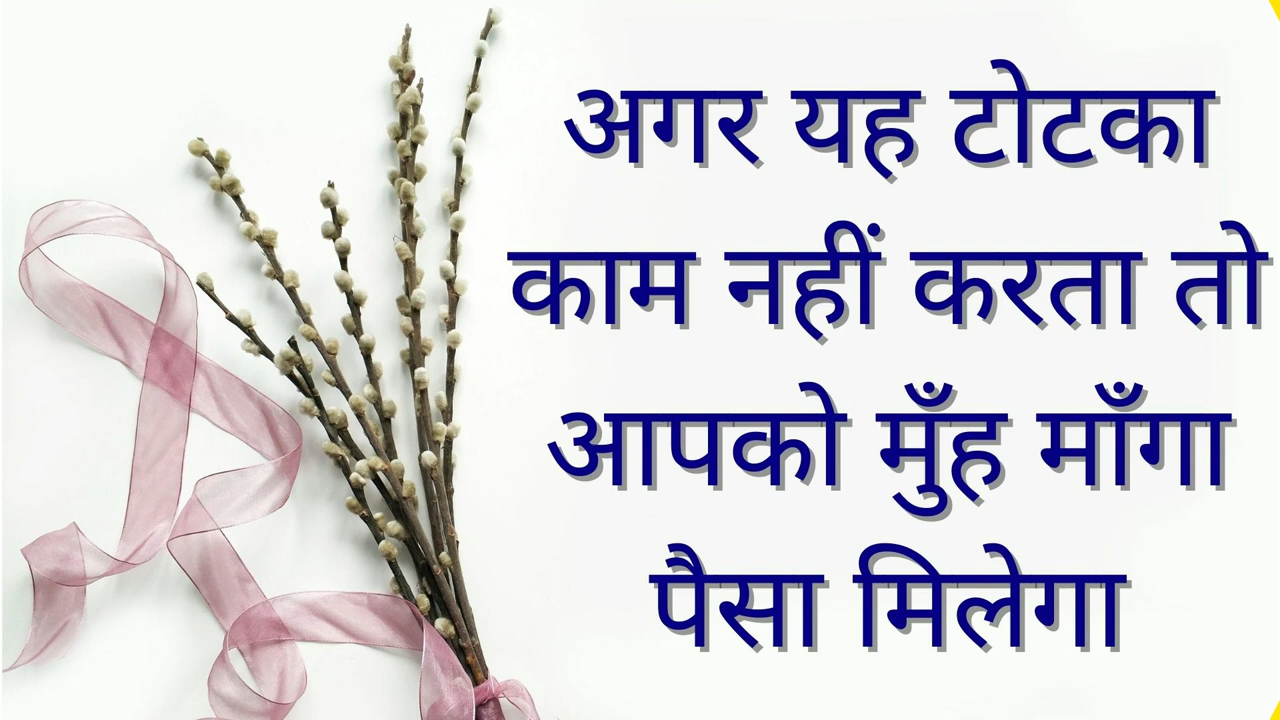 अगर यह टोटका
काम नहीं करता तो
आपको मुँह माँगा
पैसा मिलेगा